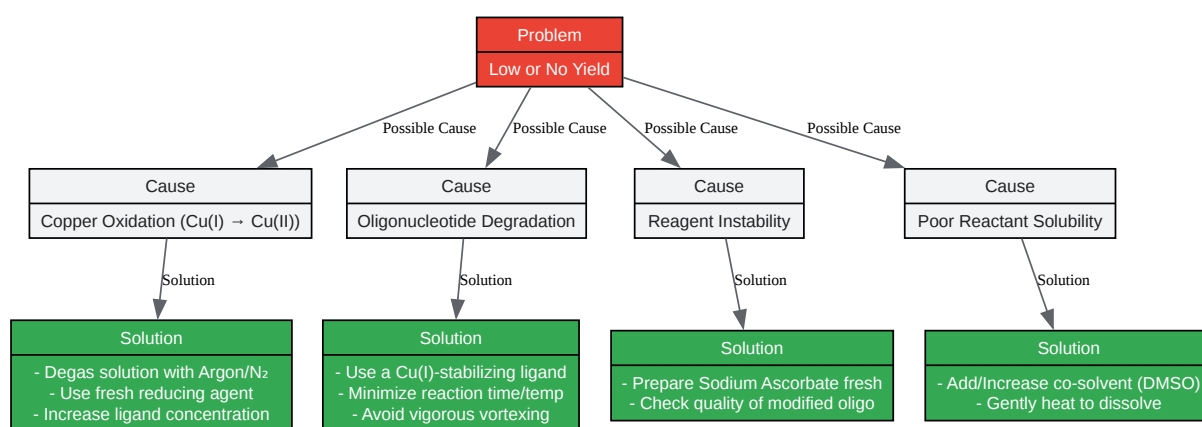 Problem
Low or No Yield
Possible Cause
Possible Cause
Possible Cause
Possible Cause
Cause
Copper Oxidation (Cu(I) → Cu(II))
Cause
Oligonucleotide Degradation
Cause
Reagent Instability
Cause
Poor Reactant Solubility
Solution
Solution
Solution
Solution
Solution
- Degas solution with Argon/N₂
- Use fresh reducing agent
- Increase ligand concentration
Solution
- Use a Cu(I)-stabilizing ligand
- Minimize reaction time/temp
- Avoid vigorous vortexing
Solution
- Prepare Sodium Ascorbate fresh
- Check quality of modified oligo
Solution
- Add/Increase co-solvent (DMSO)
- Gently heat to dissolve